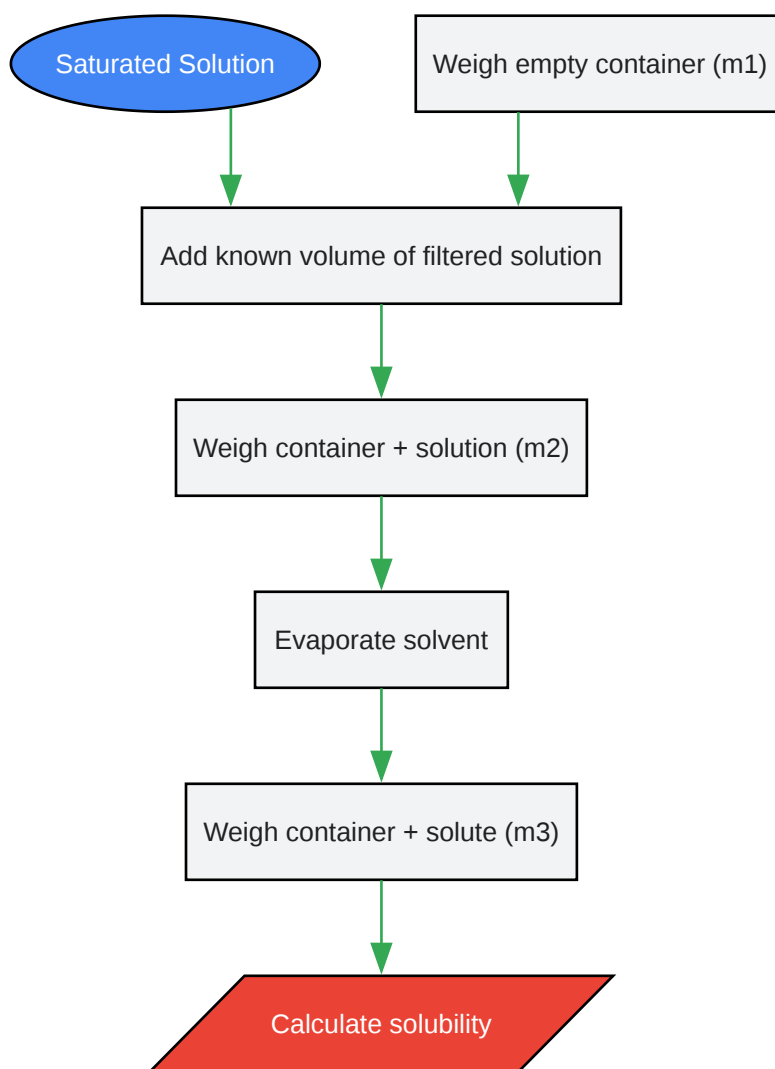 Saturated Solution
Weigh empty container (m1)
Add known volume of filtered solution
Weigh container + solution (m2)
Evaporate solvent
Weigh container + solute (m3)
Calculate solubility